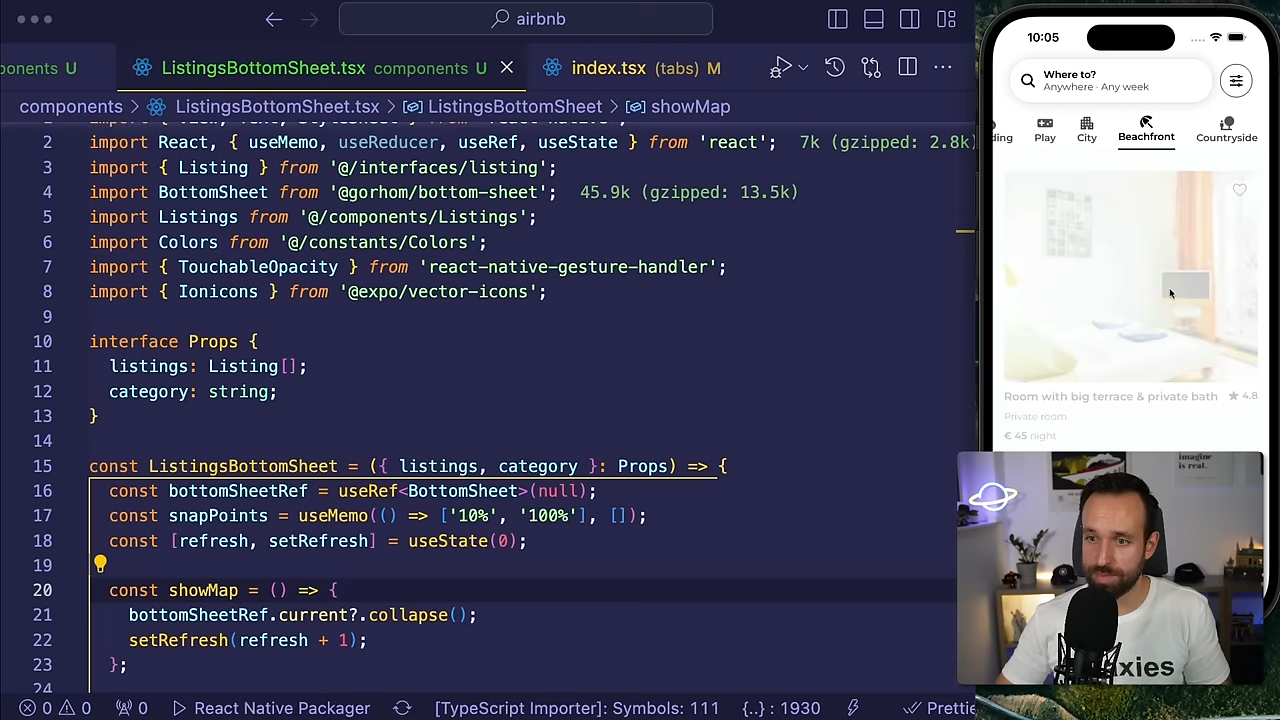 airbnb
ponents U
ListingsBottomSheet.tsx components U
index.tsx (tabs) M
components > ListingsBottomSheet.tsx > ListingsBottomSheet > showMap
2 import React, { useMemo, useReducer, useRef, useState } from 'react'; 7k (gzipped: 2.8k)
3 import { Listing } from '@/interfaces/listing';
4 import BottomSheet from '@gorhom/bottom-sheet'; 45.9k (gzipped: 13.5k)
5 import Listings from '@/components/Listings';
6 import Colors from '@/constants/Colors';
7 import { TouchableOpacity } from 'react-native-gesture-handler';
8 import { Ionicons } from '@expo/vector-icons';
9
10 interface Props {
11 listings: Listing[];
12 category: string;
13 }
14
15 const ListingsBottomSheet = ({ listings, category }: Props) => {
16 const bottomSheetRef = useRef<BottomSheet>(null);
17 const snapPoints = useMemo(() => ['10%', '100%'], []);
18 const [refresh, setRefresh] = useState(0);
19
20 const showMap = () => {
21 bottomSheetRef.current?.collapse();
22 setRefresh(refresh + 1);
23 };
24
0 0 0 React Native Packager [TypeScript Importer]: Symbols: 111 {..} : 1930 Prettie
10:05
Where to?
Anywhere · Any week
ding Play City Beachfront Countryside
Room with big terrace & private bath 4.8
Private room
€ 45 night
imagine
is real.
axies